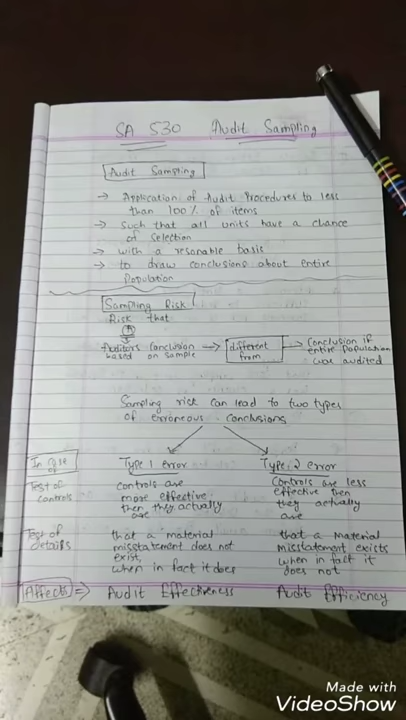 SA 530 Audit Sampling
Audit Sampling
→ Application of Audit Procedures to less
than 100% of items
→ Such that all units have a chance
of Selection
→ with a resonable basis
→ to draw conclusions about entire
Population
Sampling Risk
Risk that
Auditors conclusion → different → Conclusion if
based on sample from entire Population
was audited
Sampling risk can lead to two types
of erroneous conclusions
In case of Type 1 error Type: 2 error
Test of controls are Controls are less
controls more effective effective then
then they actually they actually
are are
Test of that a material that a material
details misstatement does not misstatement exists
exist, when in fact it
when in fact it does does not
Affects ⇒ Audit Effectiveness Audit Efficiency
Made with
VideoShow